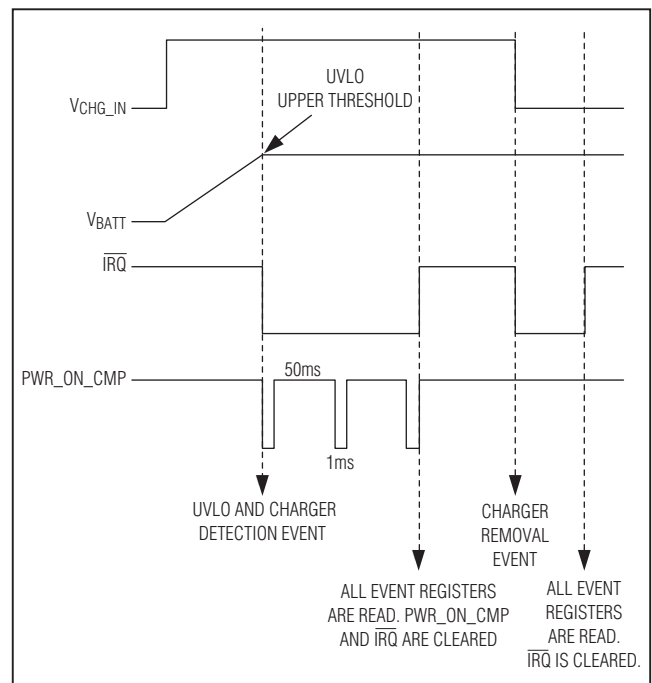 UVLO
UPPER THRESHOLD
VCHG_IN
VBATT
IRQ
PWR_ON_CMP
50ms
1ms
UVLO AND CHARGER
DETECTION EVENT
CHARGER
REMOVAL
EVENT
ALL EVENT REGISTERS
ARE READ. PWR_ON_CMP
AND IRQ ARE CLEARED
ALL EVENT
REGISTERS
ARE READ.
IRQ IS CLEARED.